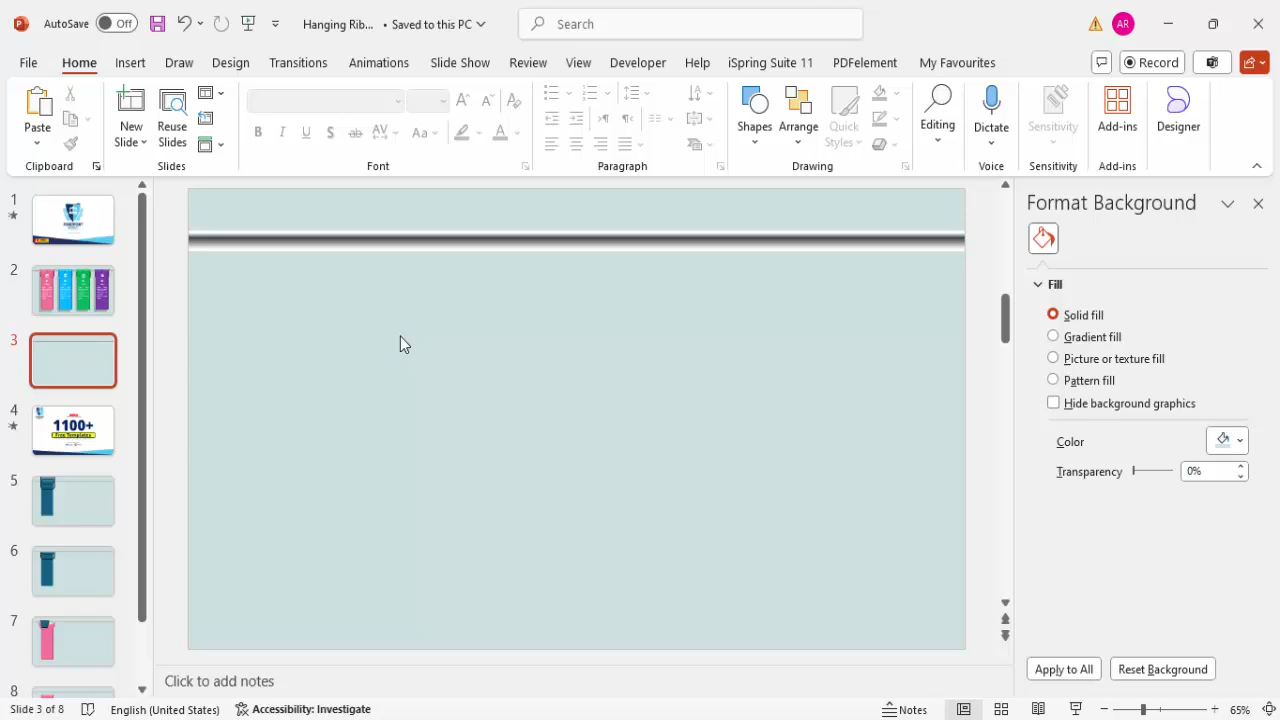 AutoSave Off Hanging Rib... • Saved to this PC Search AR
File Home Insert Draw Design Transitions Animations Slide Show Review View Developer Help iSpring Suite 11 PDFelement My Favourites Record
Paste New Slide Reuse Slides Shapes Arrange Quick Styles Editing Dictate Sensitivity Add-ins Designer
B I U S ab AV Aa A
Clipboard Slides Font Paragraph Drawing Voice Sensitivity Add-ins
1
2
3
4
1100+
Free Templates
5
6
7
8
Format Background
Fill
Solid fill
Gradient fill
Picture or texture fill
Pattern fill
Hide background graphics
Color
Transparency 0%
Apply to All Reset Background
Click to add notes
Slide 3 of 8 English (United States) Accessibility: Investigate Notes 65%